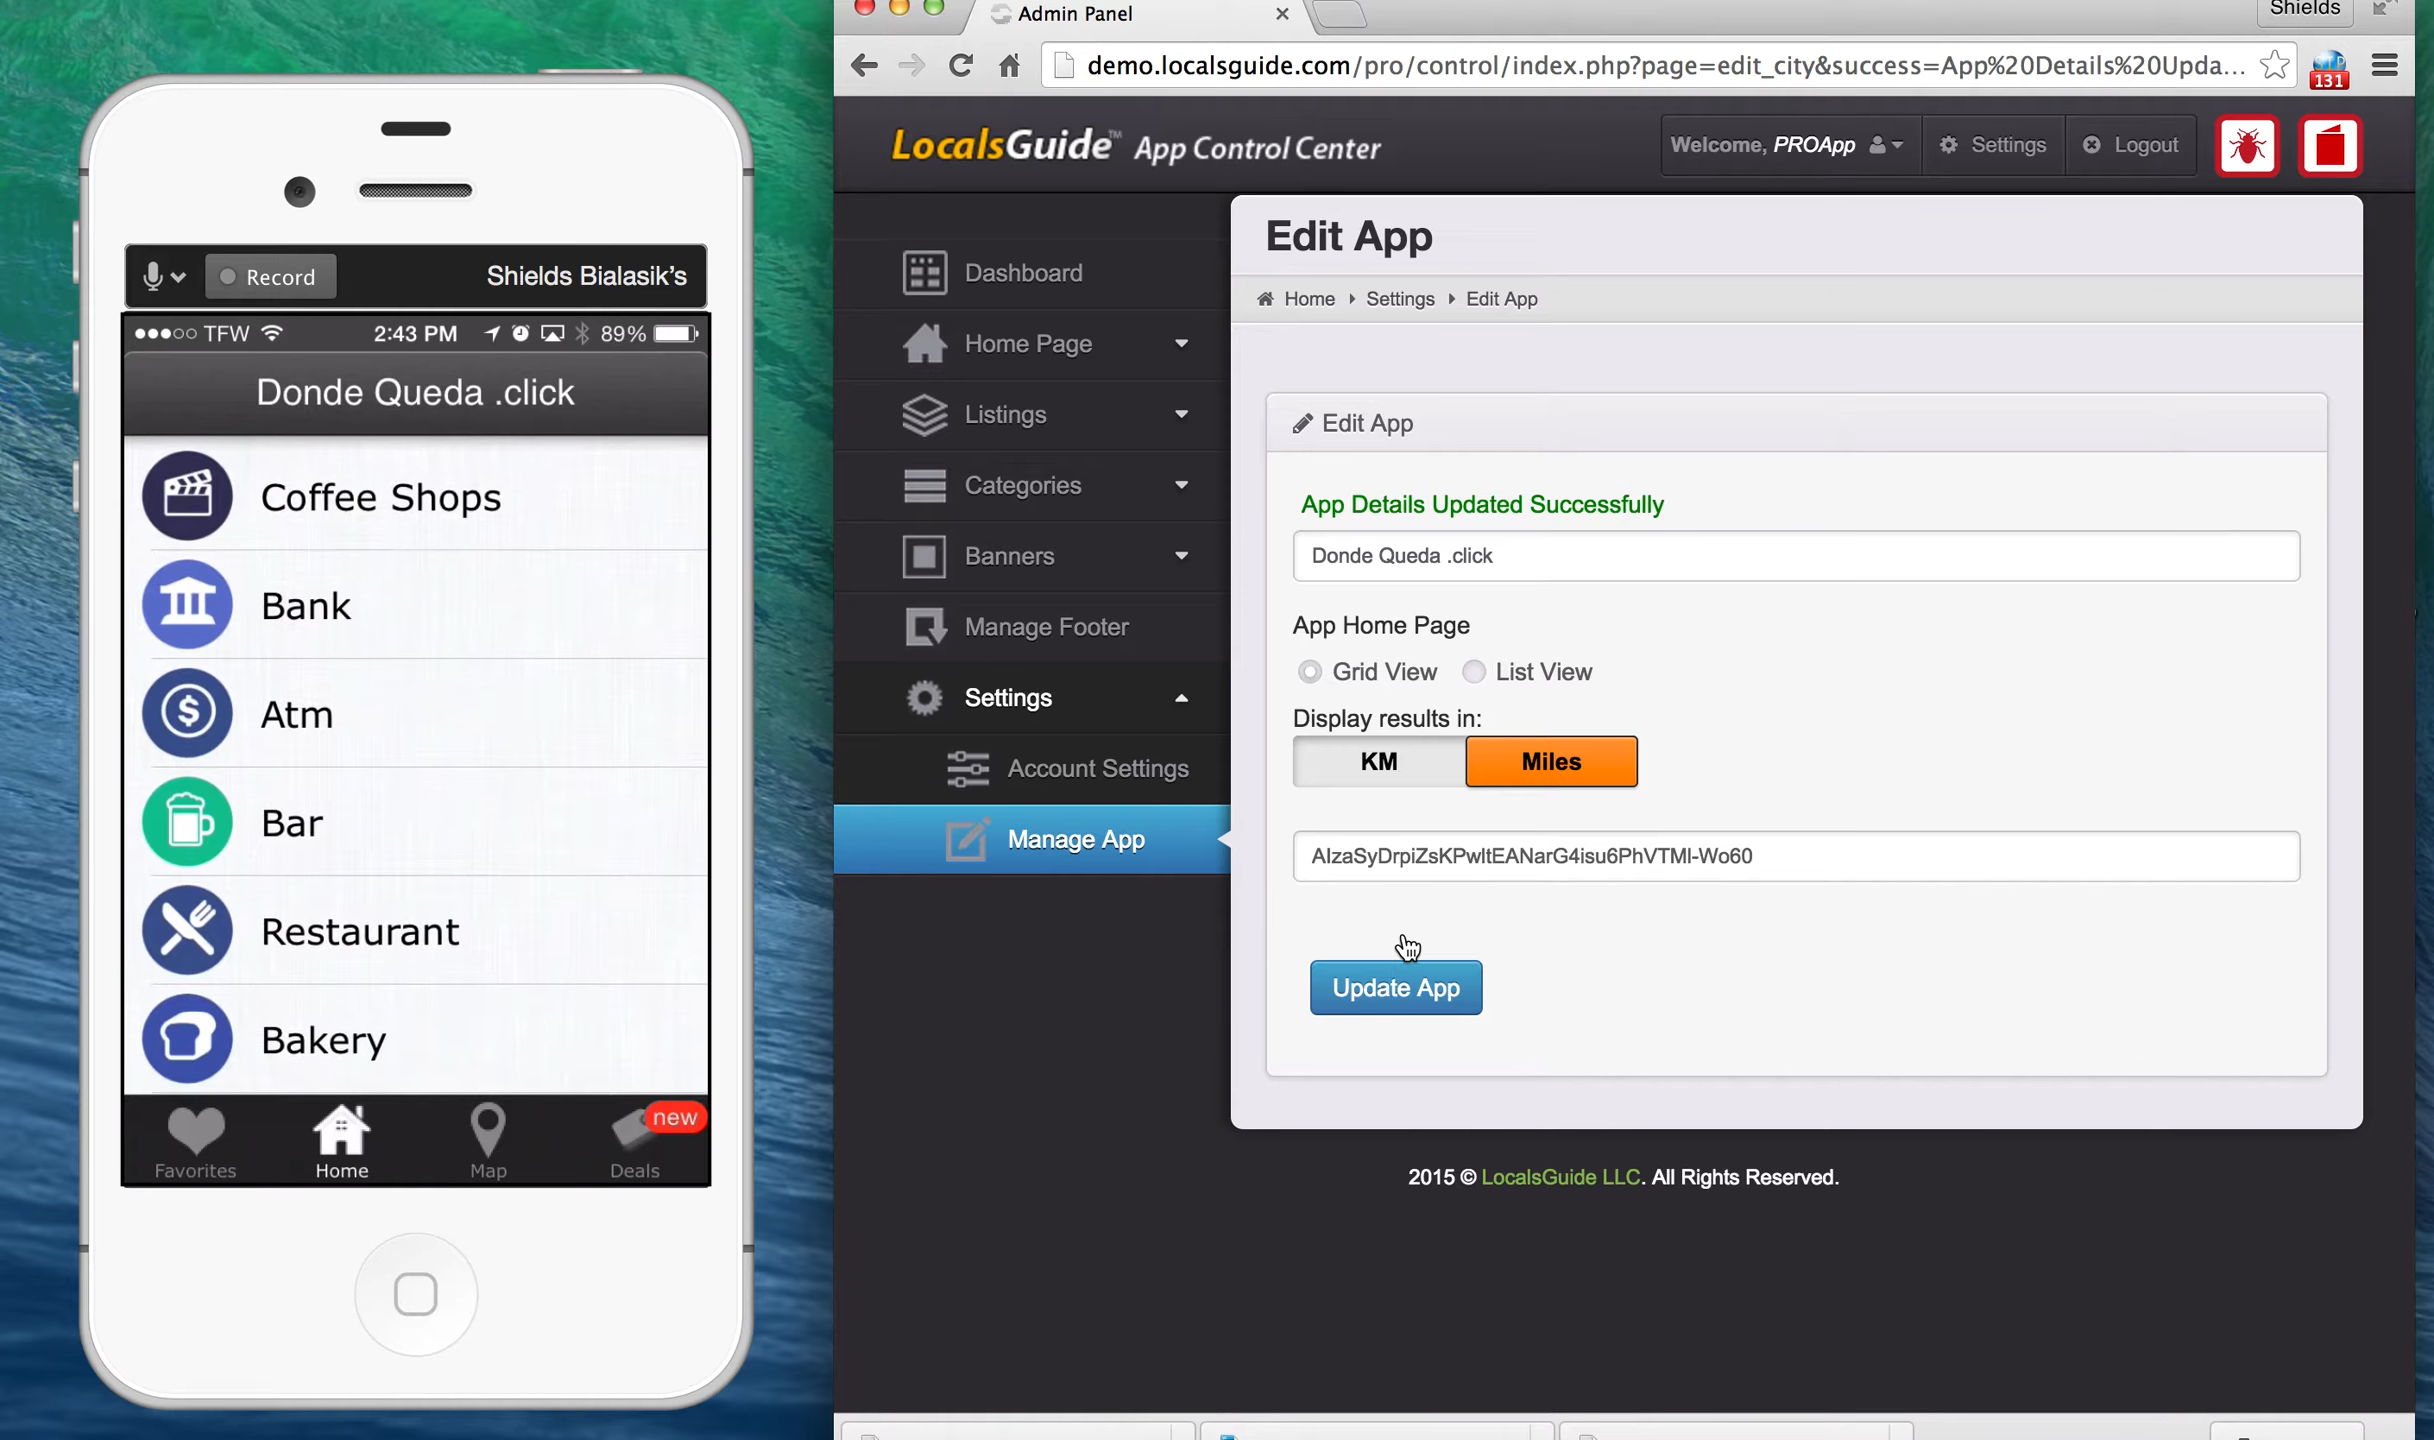 Record
Shields Bialasik's
TFW
2:43 PM
89%
Donde Queda .click
Coffee Shops
Bank
Atm
Bar
Restaurant
Bakery
Favorites
Home
Map
new
Deals
Admin Panel
Shields
demo.localsguide.com/pro/control/index.php?page=edit_city&success=App%20Details%20Upda...
131
LocalsGuide™ App Control Center
Welcome, PROApp
Settings
Logout
Dashboard
Home Page
Listings
Categories
Banners
Manage Footer
Settings
Account Settings
Manage App
Edit App
Home
Settings
Edit App
Edit App
App Details Updated Successfully
Donde Queda .click
App Home Page
Grid View
List View
Display results in:
KM
Miles
AIzaSyDrpiZsKPwItEANarG4isu6PhVTMI-Wo60
Update App
2015 © LocalsGuide LLC. All Rights Reserved.